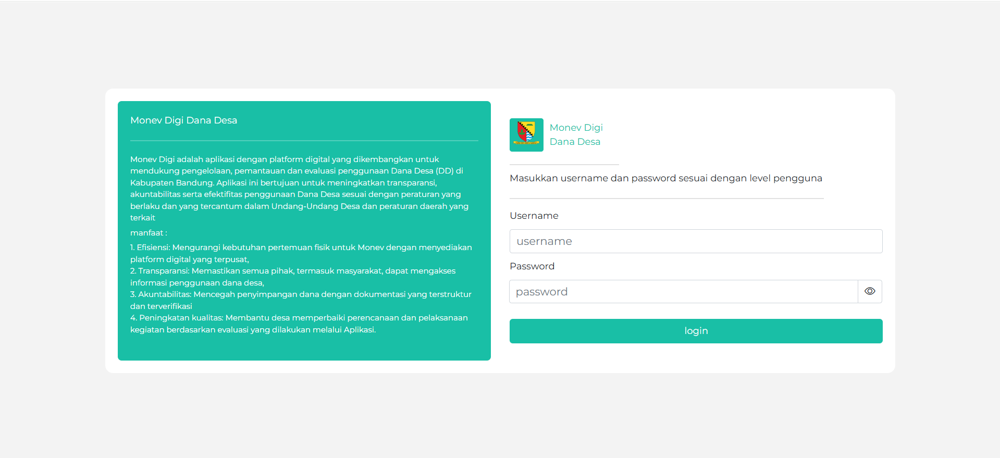 Monev Digi Dana Desa
Monev Digi adalah aplikasi dengan platform digital yang dikembangkan untuk
mendukung pengelolaan, pemantauan dan evaluasi penggunaan Dana Desa (DD) di
Kabupaten Bandung. Aplikasi ini bertujuan untuk meningkatkan transparansi,
akuntabilitas serta efektifitas penggunaan Dana Desa sesuai dengan peraturan yang
berlaku dan yang tercantum dalam Undang-Undang Desa dan peraturan daerah yang
terkait
manfaat :
1. Efisiensi: Mengurangi kebutuhan pertemuan fisik untuk Monev dengan menyediakan
platform digital yang terpusat,
2. Transparansi: Memastikan semua pihak, termasuk masyarakat, dapat mengakses
informasi penggunaan dana desa,
3. Akuntabilitas: Mencegah penyimpangan dana dengan dokumentasi yang terstruktur
dan terverifikasi
4. Peningkatan kualitas: Membantu desa memperbaiki perencanaan dan pelaksanaan
kegiatan berdasarkan evaluasi yang dilakukan melalui Aplikasi.
Monev Digi
Dana Desa
Masukkan username dan password sesuai dengan level pengguna
Username
username
Password
password
login